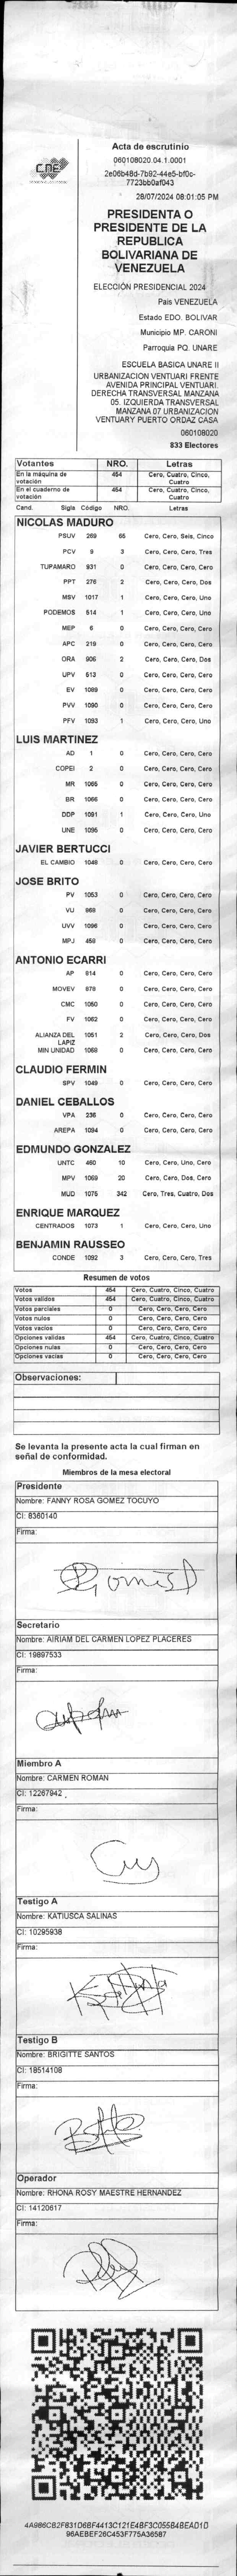 CNE
Acta de escrutinio
060108020.04.1.0001
2e06b48d-7b92-44e5-bf0c-
7723bb0af043
28/07/2024 08:01:05 PM
PRESIDENTA O
PRESIDENTE DE LA
REPUBLICA
BOLIVARIANA DE
VENEZUELA
ELECCIÓN PRESIDENCIAL 2024
Pais VENEZUELA
Estado EDO. BOLIVAR
Municipio MP. CARONI
Parroquia PQ. UNARE
ESCUELA BASICA UNARE II
URBANIZACION VENTUARI FRENTE
AVENIDA PRINCIPAL VENTUARI.
DERECHA TRANSVERSAL MANZANA
05. IZQUIERDA TRANSVERSAL
MANZANA 07 URBANIZACION
VENTUARY PUERTO ORDAZ CASA
060108020
833 Electores
Votantes NRO. Letras
En la máquina de votación 454 Cero, Cuatro, Cinco, Cuatro
En el cuaderno de votación 454 Cero, Cuatro, Cinco, Cuatro
Cand. Sigla Código NRO. Letras
NICOLAS MADURO
PSUV 269 65 Cero, Cero, Seis, Cinco
PCV 9 3 Cero, Cero, Cero, Tres
TUPAMARO 931 0 Cero, Cero, Cero, Cero
PPT 276 2 Cero, Cero, Cero, Dos
MSV 1017 1 Cero, Cero, Cero, Uno
PODEMOS 514 1 Cero, Cero, Cero, Uno
MEP 6 0 Cero, Cero, Cero, Cero
APC 219 0 Cero, Cero, Cero, Cero
ORA 906 2 Cero, Cero, Cero, Dos
UPV 513 0 Cero, Cero, Cero, Cero
EV 1089 0 Cero, Cero, Cero, Cero
PVV 1090 0 Cero, Cero, Cero, Cero
PFV 1093 1 Cero, Cero, Cero, Uno
LUIS MARTINEZ
AD 1 0 Cero, Cero, Cero, Cero
COPEI 2 0 Cero, Cero, Cero, Cero
MR 1065 0 Cero, Cero, Cero, Cero
BR 1066 0 Cero, Cero, Cero, Cero
DDP 1091 1 Cero, Cero, Cero, Uno
UNE 1095 0 Cero, Cero, Cero, Cero
JAVIER BERTUCCI
EL CAMBIO 1048 0 Cero, Cero, Cero, Cero
JOSE BRITO
PV 1053 0 Cero, Cero, Cero, Cero
VU 968 0 Cero, Cero, Cero, Cero
UVV 1096 0 Cero, Cero, Cero, Cero
MPJ 458 0 Cero, Cero, Cero, Cero
ANTONIO ECARRI
AP 914 0 Cero, Cero, Cero, Cero
MOVEV 879 0 Cero, Cero, Cero, Cero
CMC 1050 0 Cero, Cero, Cero, Cero
FV 1062 0 Cero, Cero, Cero, Cero
ALIANZA DEL LAPIZ 1051 2 Cero, Cero, Cero, Dos
MIN UNIDAD 1068 0 Cero, Cero, Cero, Cero
CLAUDIO FERMIN
SPV 1049 0 Cero, Cero, Cero, Cero
DANIEL CEBALLOS
VPA 236 0 Cero, Cero, Cero, Cero
AREPA 1094 0 Cero, Cero, Cero, Cero
EDMUNDO GONZALEZ
UNTC 460 10 Cero, Cero, Uno, Cero
MPV 1069 20 Cero, Cero, Dos, Cero
MUD 1075 342 Cero, Tres, Cuatro, Dos
ENRIQUE MARQUEZ
CENTRADOS 1073 1 Cero, Cero, Cero, Uno
BENJAMIN RAUSSEO
CONDE 1092 3 Cero, Cero, Cero, Tres
Resumen de votos
Votos 454 Cero, Cuatro, Cinco, Cuatro
Votos validos 454 Cero, Cuatro, Cinco, Cuatro
Votos parciales 0 Cero, Cero, Cero, Cero
Votos nulos 0 Cero, Cero, Cero, Cero
Votos vacíos 0 Cero, Cero, Cero, Cero
Opciones validas 454 Cero, Cuatro, Cinco, Cuatro
Opciones nulas 0 Cero, Cero, Cero, Cero
Opciones vacías 0 Cero, Cero, Cero, Cero
Observaciones:
Se levanta la presente acta la cual firman en
señal de conformidad.
Miembros de la mesa electoral
Presidente
Nombre: FANNY ROSA GOMEZ TOCUYO
CI: 8360140
Firma:
Secretario
Nombre: AIRIAM DEL CARMEN LOPEZ PLACERES
CI: 19897533
Firma:
Miembro A
Nombre: CARMEN ROMAN
CI: 12267942
Firma:
Testigo A
Nombre: KATIUSCA SALINAS
CI: 10295938
Firma:
Testigo B
Nombre: BRIGITTE SANTOS
CI: 18514108
Firma:
Operador
Nombre: RHONA ROSY MAESTRE HERNANDEZ
CI: 14120617
Firma:
4A986CB2F831D6BF4413C121E4BF3C055B4BEAD1D
96AEBEF26C453F775A36587